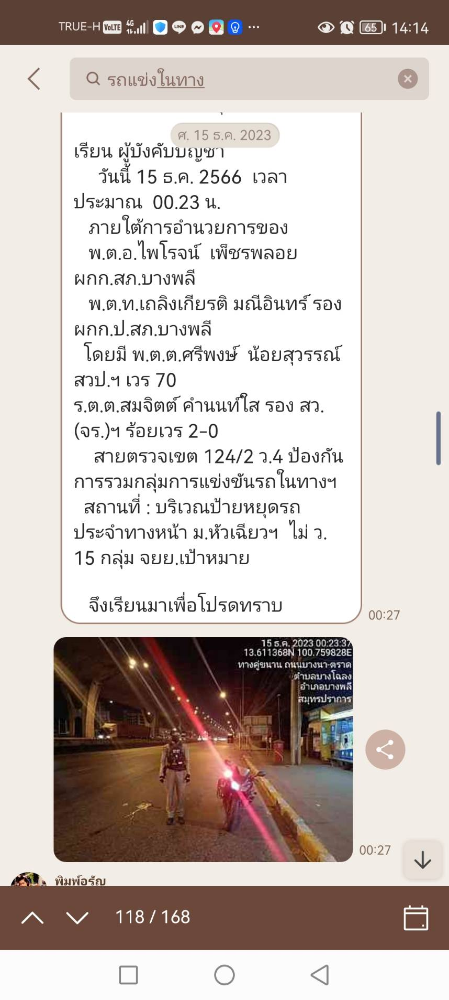 TRUE-H VoLTE 4G LINE 65 14:14
รถแข่งในทาง
ศ. 15 ธ.ค. 2023
เรียน ผู้บังคับบัญชา
วันนี้ 15 ธ.ค. 2566 เวลา
ประมาณ 00.23 น.
ภายใต้การอำนวยการของ
พ.ต.อ.ไพโรจน์ เพ็ชรพลอย
ผกก.สภ.บางพลี
พ.ต.ท.เถลิงเกียรติ มณีอินทร์ รอง
ผกก.ป.สภ.บางพลี
โดยมี พ.ต.ต.ศรีพงษ์ น้อยสุวรรณ์
สวป.ฯ เวร 70
ร.ต.ต.สมจิตต์ คำนนท์ใส รอง สว.
(จร.)ฯ ร้อยเวร 2-0
สายตรวจเขต 124/2 ว.4 ป้องกัน
การรวมกลุ่มการแข่งขันรถในทางฯ
สถานที่ : บริเวณป้ายหยุดรถ
ประจำทางหน้า ม.หัวเฉียวฯ ไม่ ว.
15 กลุ่ม จยย.เป้าหมาย
จึงเรียนมาเพื่อโปรดทราบ
00:27
15 ธ.ค. 2023 00:23:37
13.611368N 100.759828E
ทางคู่ขนาน ถนนบางนา-ตราด
ตำบลบางโฉลง
อำเภอบางพลี
สมุทรปราการ
00:27
พิมพ์อรัญ
118 / 168